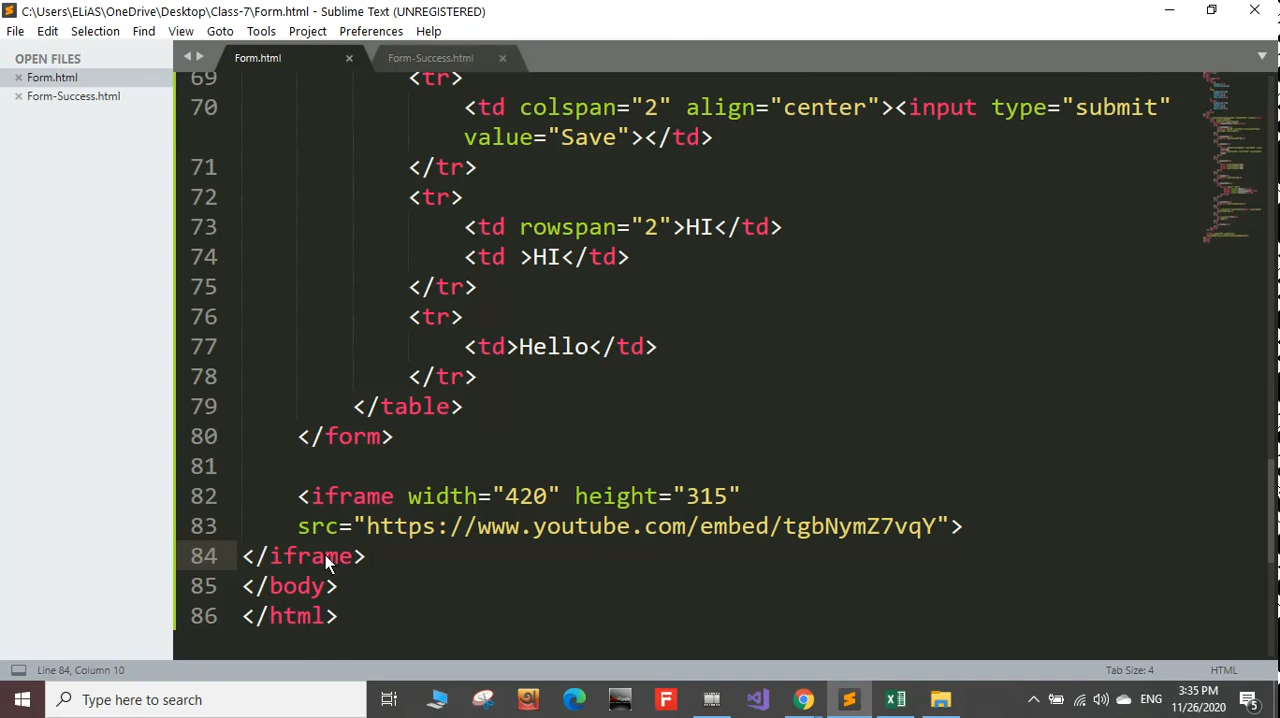 C:\Users\ELiAS\OneDrive\Desktop\Class-7\Form.html - Sublime Text (UNREGISTERED)
File Edit Selection Find View Goto Tools Project Preferences Help
OPEN FILES
Form.html
Form-Success.html
Form.html
Form-Success.html
69 <tr>
70 <td colspan="2" align="center"><input type="submit"
value="Save"></td>
71 </tr>
72 <tr>
73 <td rowspan="2">HI</td>
74 <td >HI</td>
75 </tr>
76 <tr>
77 <td>Hello</td>
78 </tr>
79 </table>
80 </form>
81
82 <iframe width="420" height="315"
83 src="https://www.youtube.com/embed/tgbNymZ7vqY">
84 </iframe>
85 </body>
86 </html>
Line 84, Column 10
Tab Size: 4
HTML
Type here to search
ENG
3:35 PM
11/26/2020
5